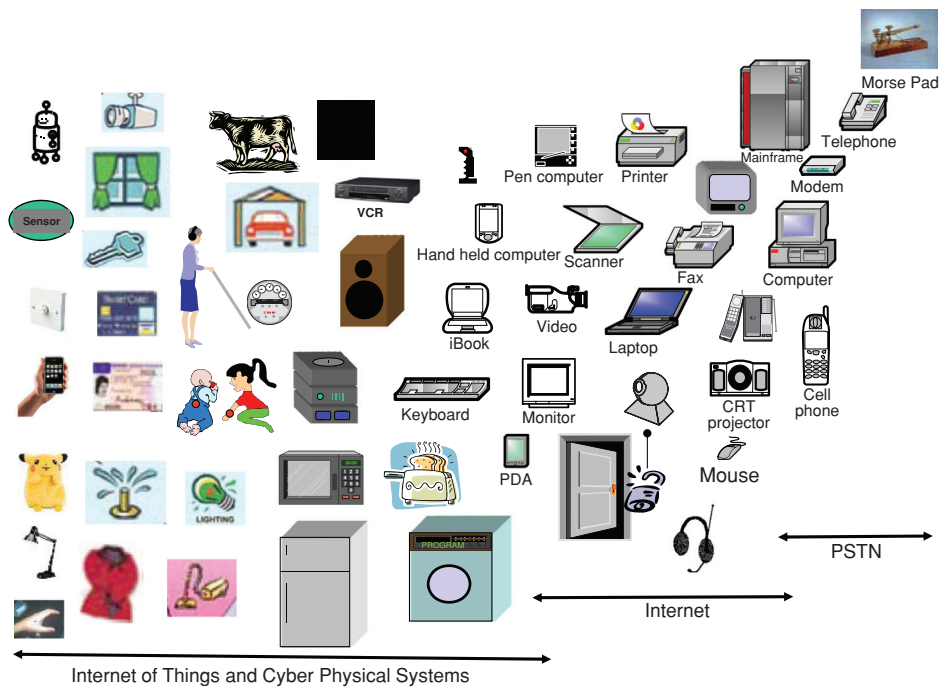 Morse Pad
Telephone
Mainframe
Modem
Pen computer
Printer
VCR
Sensor
Hand held computer
Scanner
Fax
Computer
iBook
Video
Laptop
Keyboard
Monitor
CRT
projector
Cell
phone
PDA
Mouse
LIGHTING
PROGRAM
PSTN
Internet
Internet of Things and Cyber Physical Systems